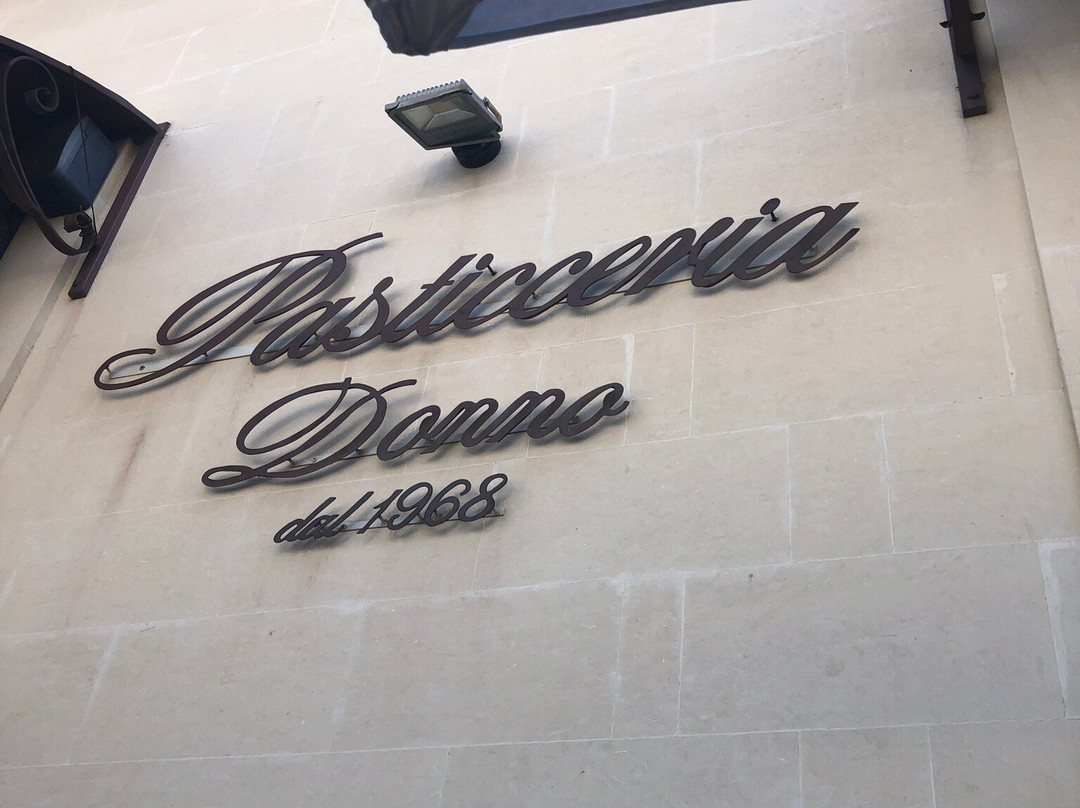 Pasticceria
Donno
dal 1968